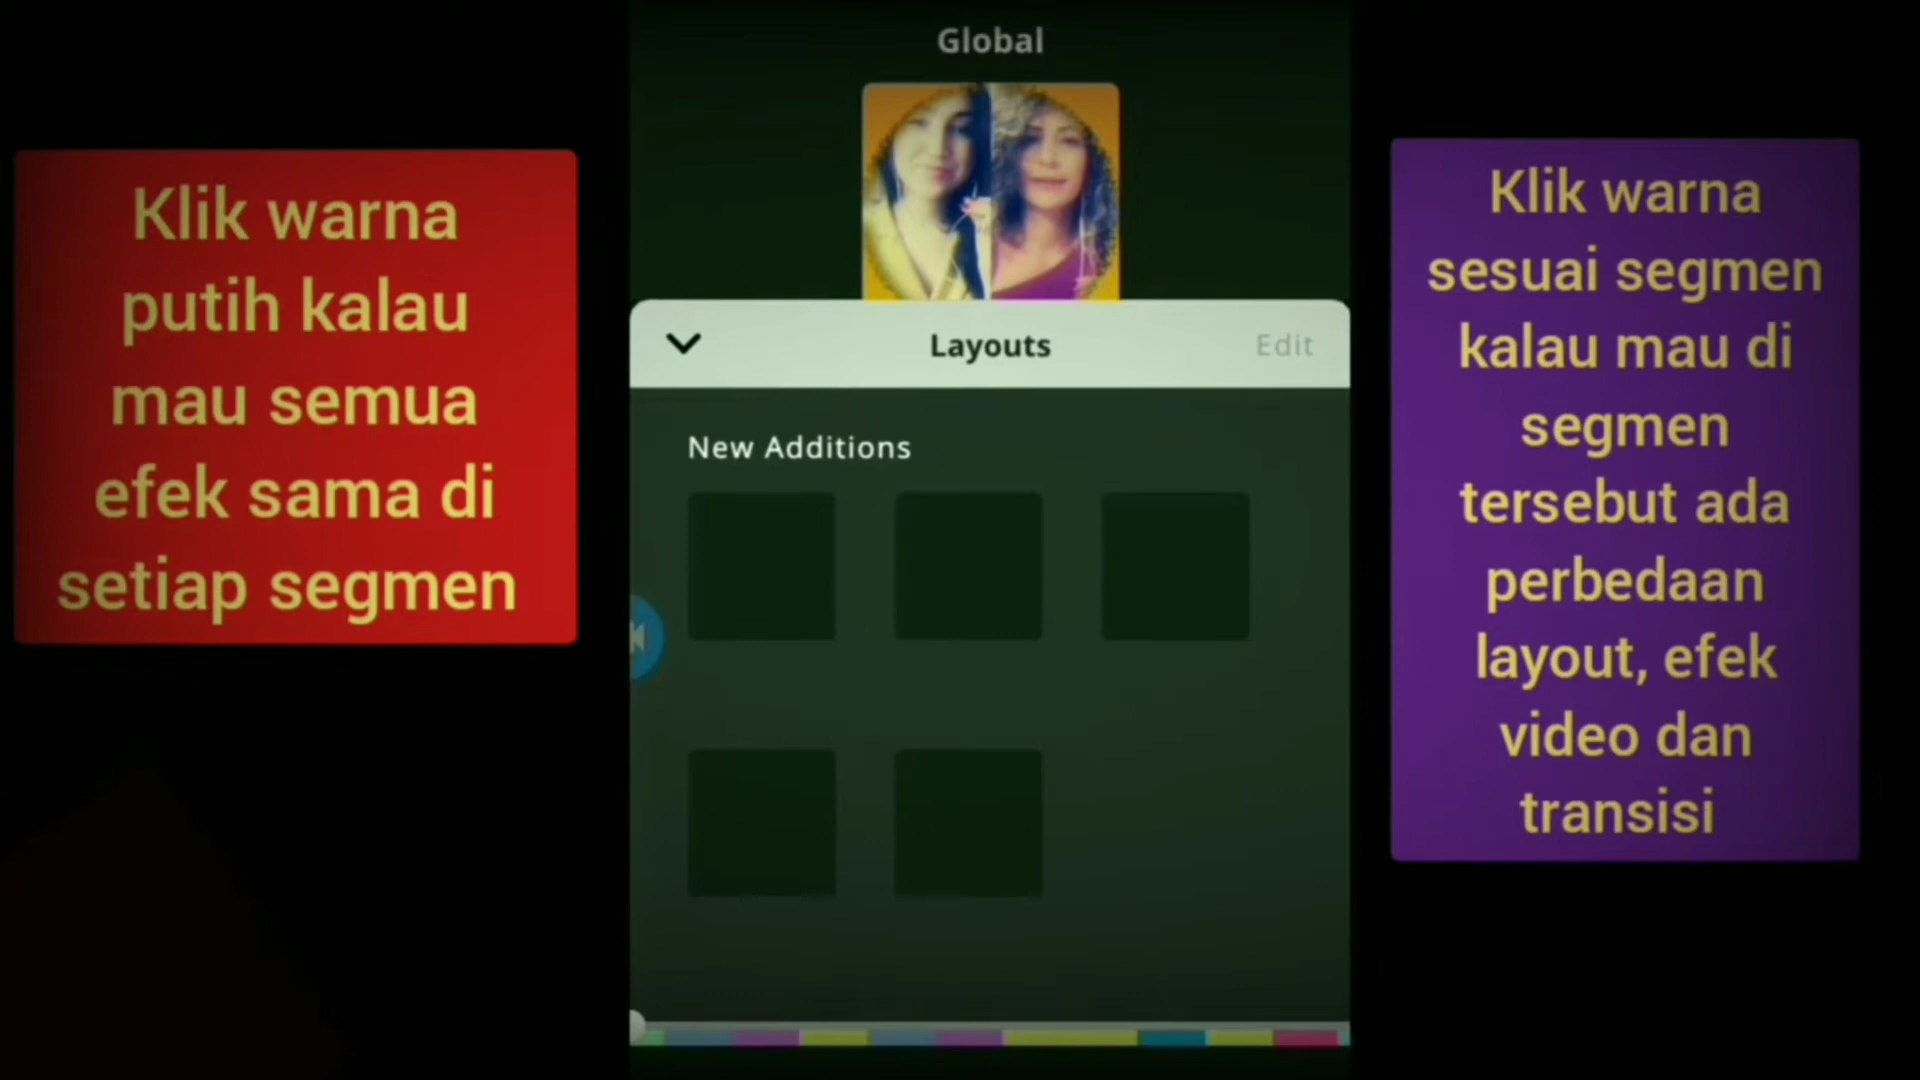 Global
Klik warna
putih kalau
mau semua
efek sama di
setiap segmen
Layouts
Edit
New Additions
Klik warna
sesuai segmen
kalau mau di
segmen
tersebut ada
perbedaan
layout, efek
video dan
transisi